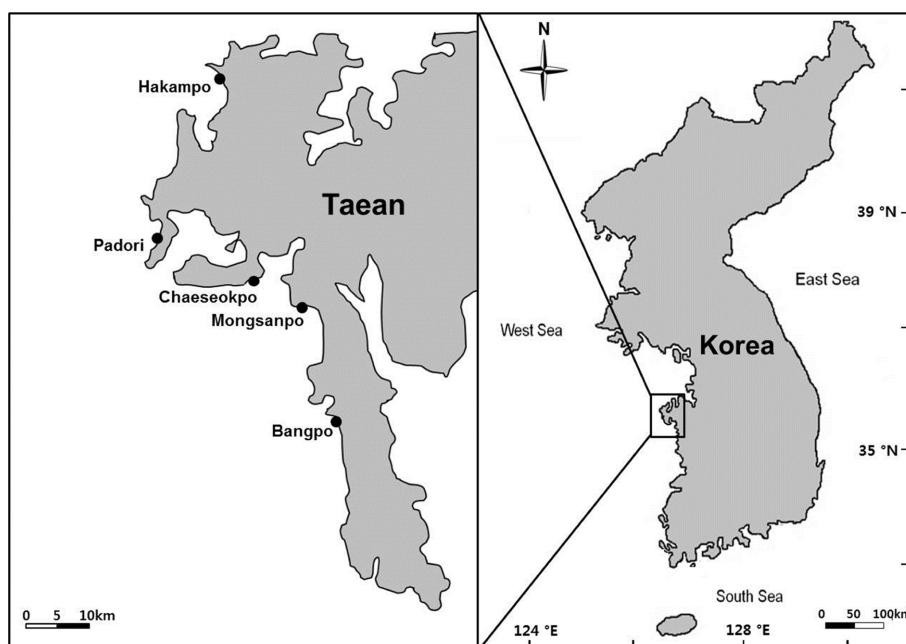 Hakampo
Taean
Padori
Chaeseokpo
Mongsanpo
Bangpo
0 5 10km
N
39 °N
East Sea
West Sea
Korea
35 °N
South Sea
0 50 100km
124 °E
128 °E